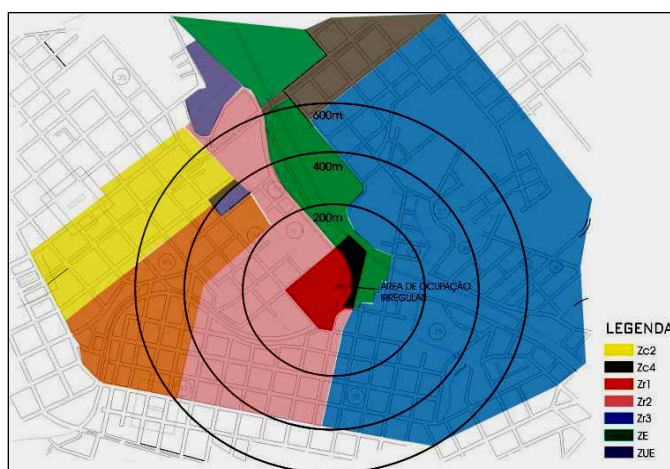 600m
400m
200m
ÁREA DE OCUPAÇÃO
IRREGULAR
LEGENDA
Zc2
Zc4
Zr1
Zr2
Zr3
ZE
ZUE